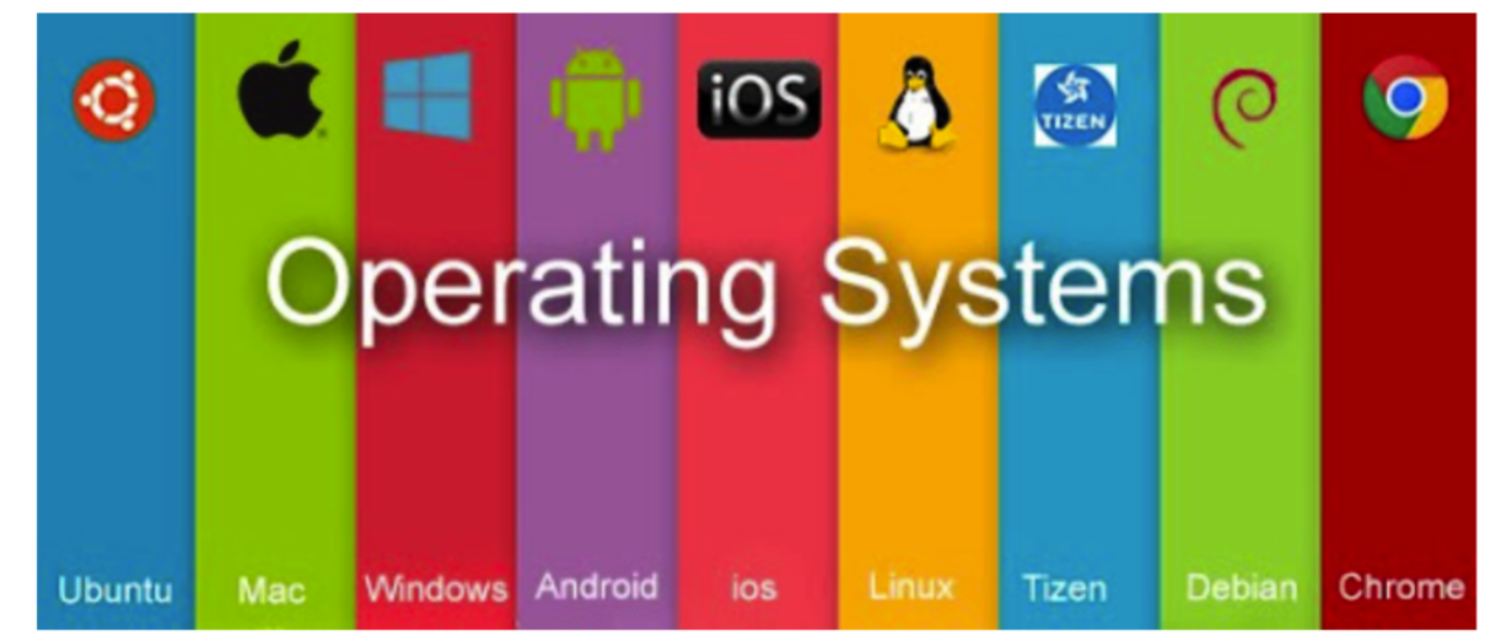 iOS
TIZEN
Operating Systems
Ubuntu Mac Windows Android ios Linux Tizen Debian Chrome